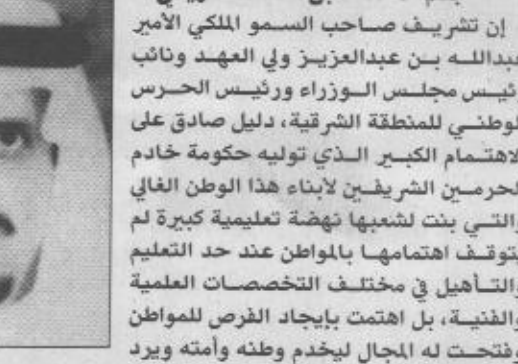 إن تشريف صاحب السمو الملكي الأمير
عبدالله بن عبدالعزيز ولي العهد ونائب
رئيس مجلس الوزراء ورئيس الحرس
الوطني للمنطقة الشرقية، دليل صادق على
الاهتمام الكبير الذي توليه حكومة خادم
الحرمين الشريفين لأبناء هذا الوطن الغالي
والتي بنت لشعبها نهضة تعليمية كبيرة لم
يتوقف اهتمامها بالمواطن عند حد التعليم
والتأهيل في مختلف التخصصات العلمية
والفنية، بل اهتمت بإيجاد الفرص للمواطن
وفتحت له المجال ليخدم وطنه وأمته ويرد